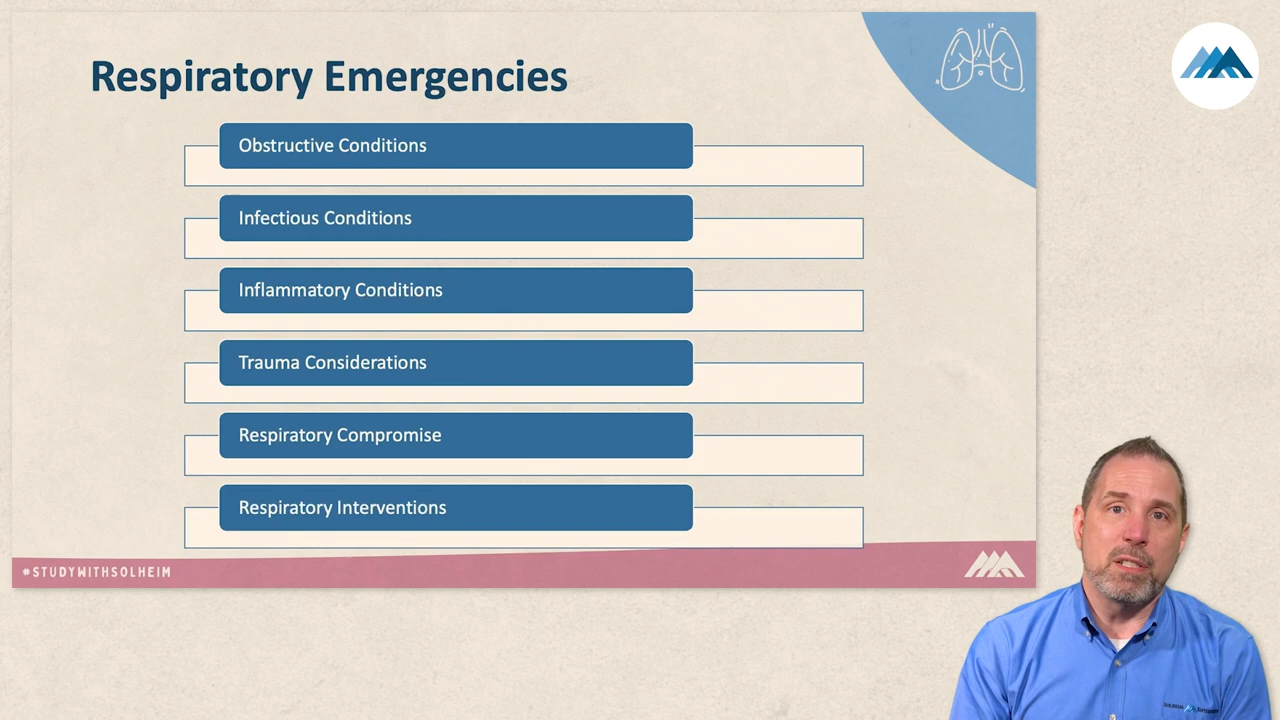 Respiratory Emergencies
Obstructive Conditions
Infectious Conditions
Inflammatory Conditions
Trauma Considerations
Respiratory Compromise
Respiratory Interventions
#STUDYWITHSOLHEIM